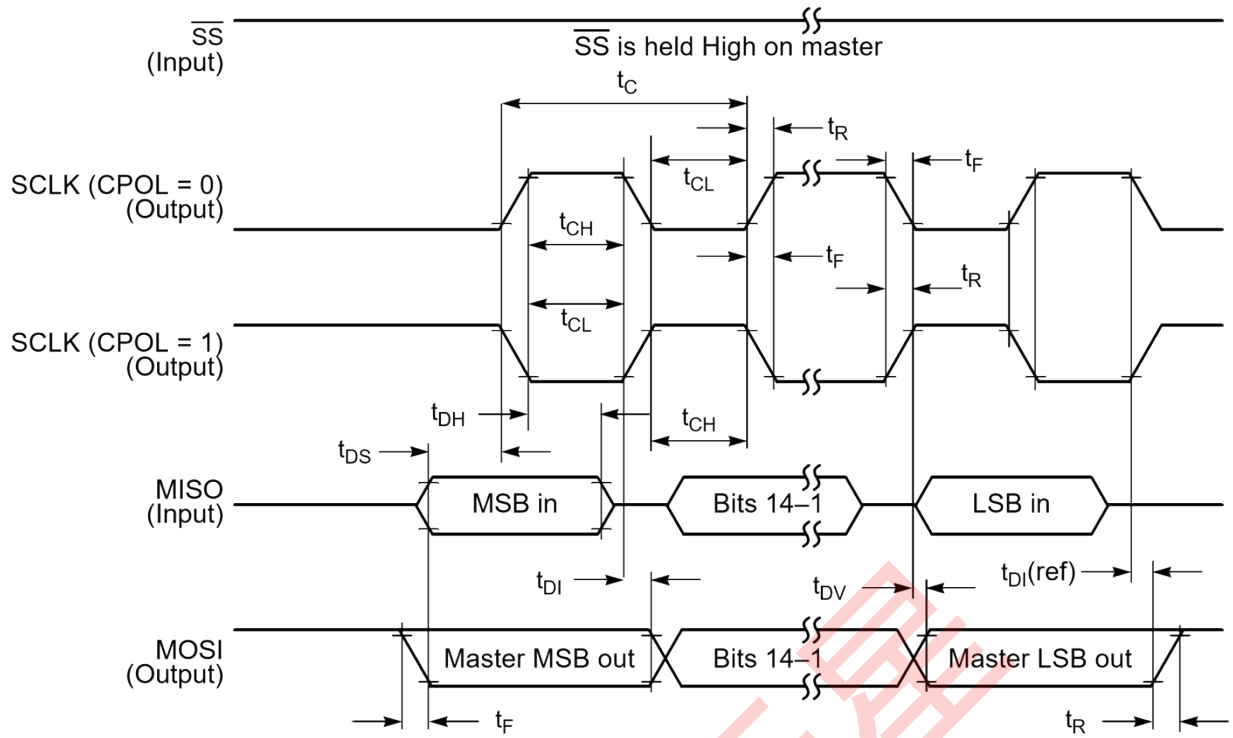 SS
(Input)
SS is held High on master
tC
tR
tCL
tF
SCLK (CPOL = 0)
(Output)
tCH
tF
tR
tCL
SCLK (CPOL = 1)
(Output)
tDH
tCH
tDS
MISO
(Input)
MSB in
Bits 14–1
LSB in
tDI
tDV
tDI(ref)
MOSI
(Output)
Master MSB out
Bits 14–1
Master LSB out
tF
tR